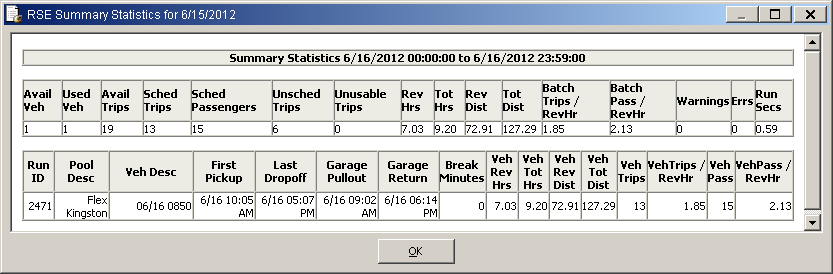 RSE Summary Statistics for 6/15/2012
Summary Statistics 6/16/2012 00:00:00 to 6/16/2012 23:59:00
Avail Veh Used Veh Avail Trips Sched Trips Sched Passengers Unsched Trips Unusable Trips Rev Hrs Tot Hrs Rev Dist Tot Dist Batch Trips / RevHr Batch Pass / RevHr Warnings Errs Run Secs
1 1 19 13 15 6 0 7.03 9.20 72.91 127.29 1.85 2.13 0 0 0.59
Run ID Pool Desc Veh Desc First Pickup Last Dropoff Garage Pullout Garage Return Break Minutes Veh Rev Hrs Veh Tot Hrs Veh Rev Dist Veh Tot Dist Veh Trips VehTrips / RevHr Veh Pass VehPass / RevHr
2471 Flex Kingston 06/16 0850 6/16 10:05 AM 6/16 05:07 PM 6/16 09:02 AM 6/16 06:14 PM 0 7.03 9.20 72.91 127.29 13 1.85 15 2.13
OK